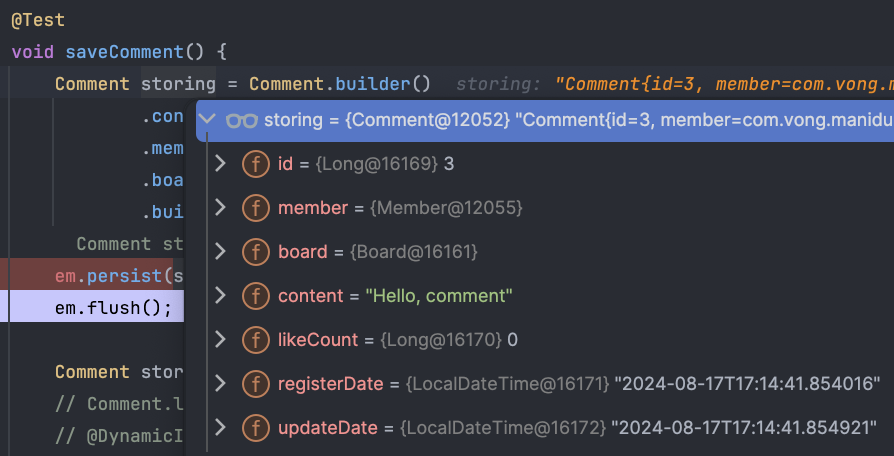 @Test
void saveComment() {
Comment storing = Comment.builder() storing: "Comment{id=3, member=com.vong.m
.con
storing = {Comment@12052} "Comment{id=3, member=com.vong.manidu
.mem
id = {Long@16169} 3
.boa
member = {Member@12055}
.bui
board = {Board@16161}
Comment st
em.persist(s
content = "Hello, comment"
em.flush();
likeCount = {Long@16170} 0
Comment stor
registerDate = {LocalDateTime@16171} "2024-08-17T17:14:41.854016"
// Comment.l
updateDate = {LocalDateTime@16172} "2024-08-17T17:14:41.854921"
// @DynamicI